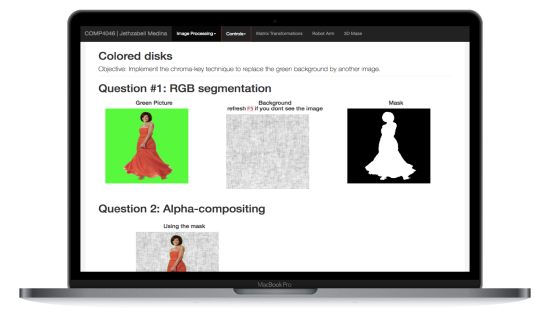 COMP4046 | Jethzabell Medina Image Processing Controls Matrix Transformations Robot Arm 3D Maze
Colored disks
Objective: Implement the chroma-key technique to replace the green background by another image.
Question #1: RGB segmentation
Green Picture
Background
refresh F5 if you dont see the image
Mask
Question 2: Alpha-compositing
Using the mask
MacBook Pro